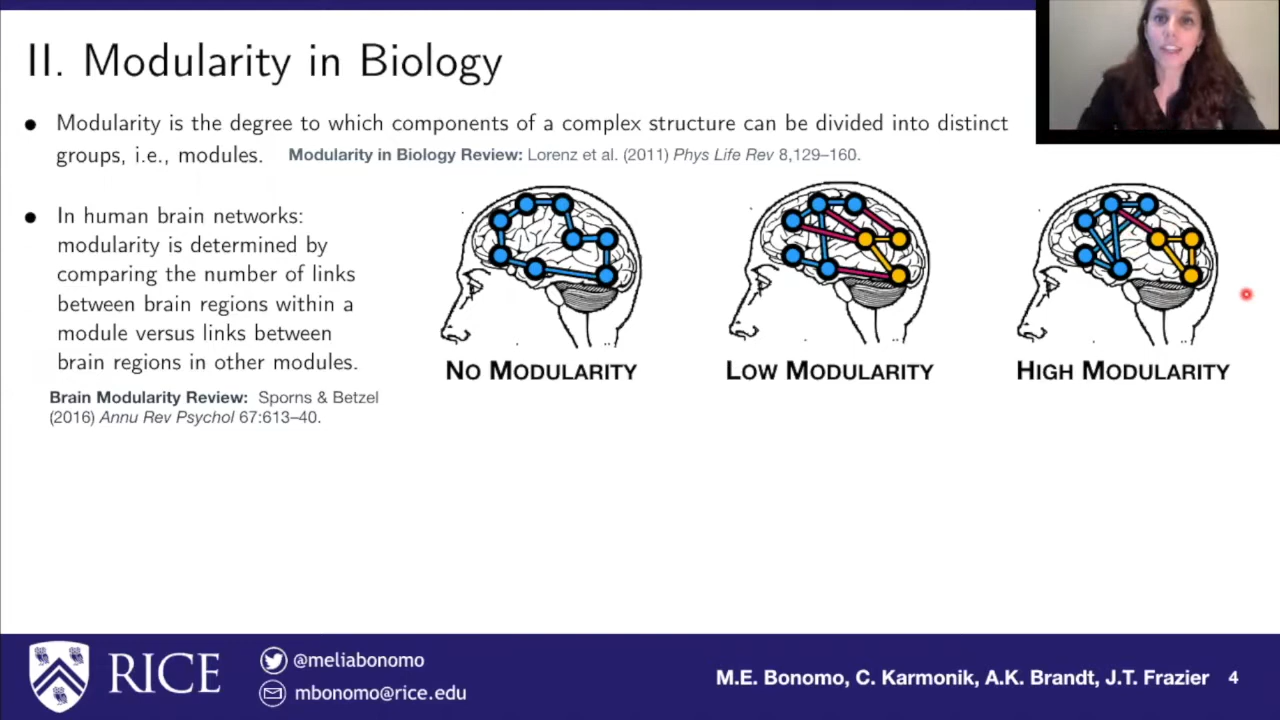 II. Modularity in Biology
● Modularity is the degree to which components of a complex structure can be divided into distinct
groups, i.e., modules. Modularity in Biology Review: Lorenz et al. (2011) Phys Life Rev 8,129–160.
● In human brain networks:
modularity is determined by
comparing the number of links
between brain regions within a
module versus links between
brain regions in other modules.
Brain Modularity Review: Sporns & Betzel
(2016) Annu Rev Psychol 67:613–40.
NO MODULARITY
LOW MODULARITY
HIGH MODULARITY
RICE
@meliabonomo
mbonomo@rice.edu
M.E. Bonomo, C. Karmonik, A.K. Brandt, J.T. Frazier 4